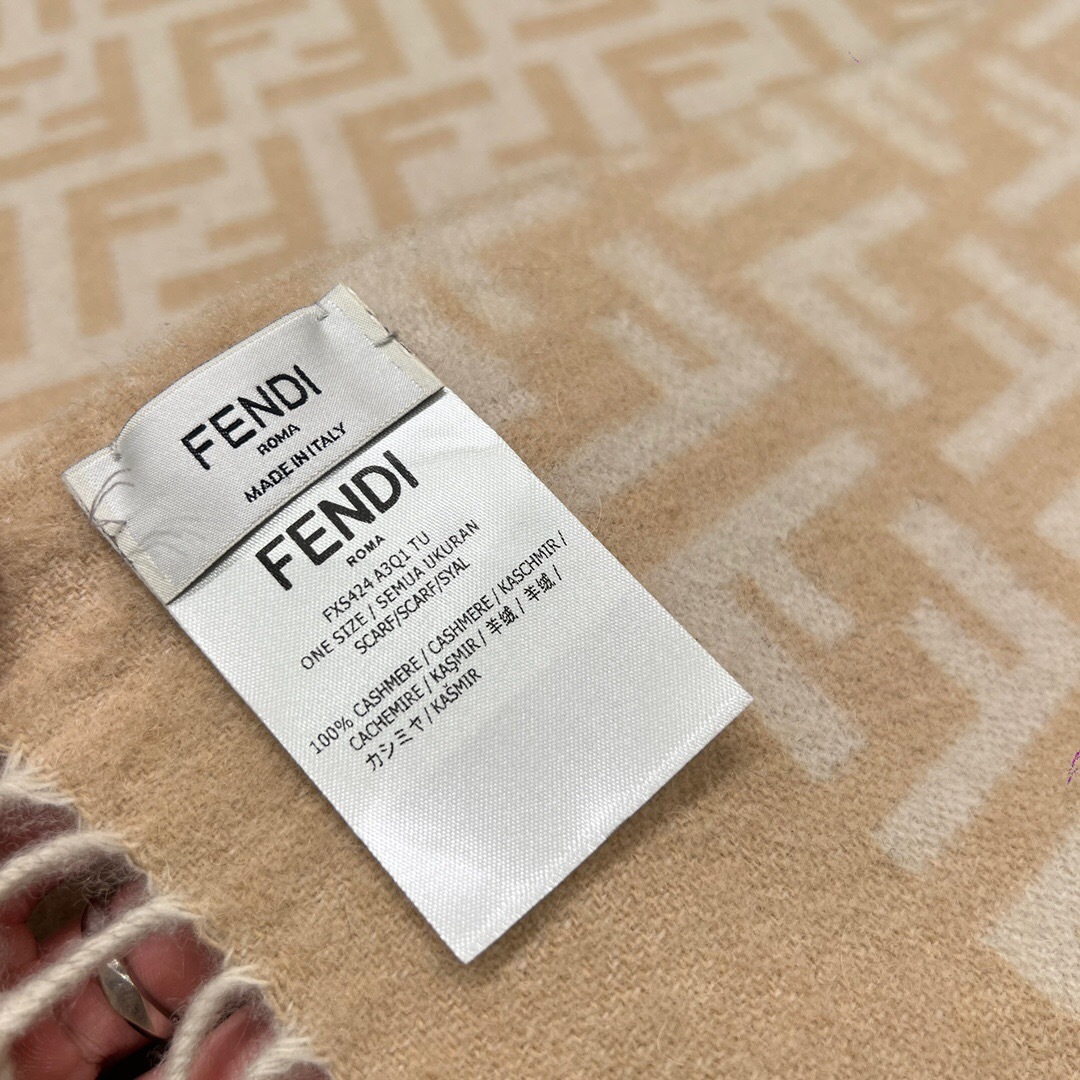 FENDI
ROMA
MADE IN ITALY
FENDI
ROMA
FXS424 A3Q1 TU
ONE SIZE / SEMUA UKURAN
SCARF/SCARF/SYAL
100% CASHMERE / CASHMERE / KASCHMIR /
CACHEMIRE / KAŞMIR / 羊绒 / 羊絨 /
カシミヤ / KAŠMIR